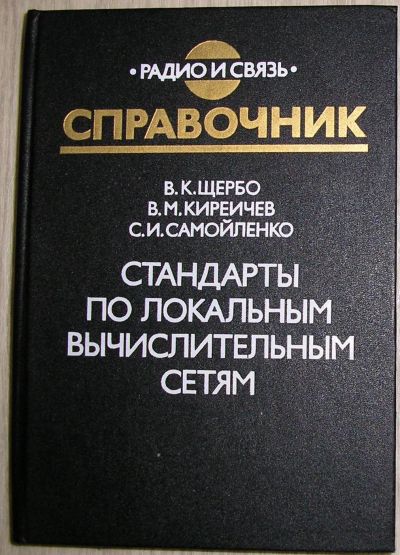 • РАДИО И СВЯЗЬ •
СПРАВОЧНИК
В. К. ЩЕРБО
В. М. КИРЕИЧЕВ
С. И. САМОЙЛЕНКО
СТАНДАРТЫ
ПО ЛОКАЛЬНЫМ
ВЫЧИСЛИТЕЛЬНЫМ
СЕТЯМ